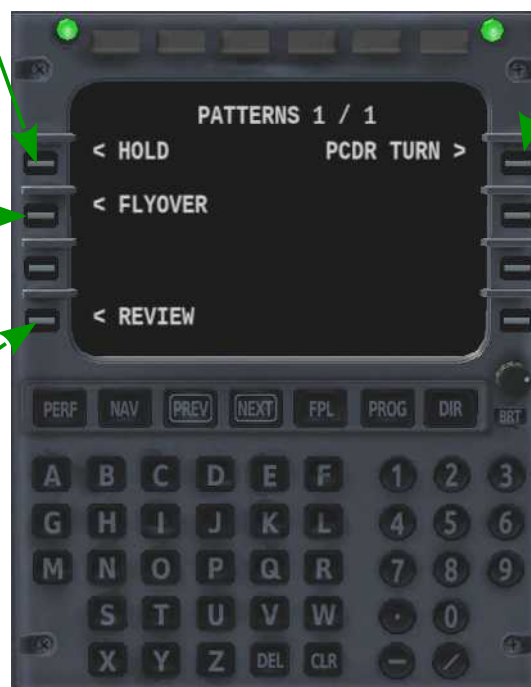 PATTERNS 1 / 1
< HOLD PCDR TURN >
< FLYOVER
< REVIEW
PERF NAV PREV NEXT FPL PROG DIR BRT
A B C D E F 1 2 3
G H I J K L 4 5 6
M N O P Q R 7 8 9
S T U V W · 0
X Y Z DEL CLR − /